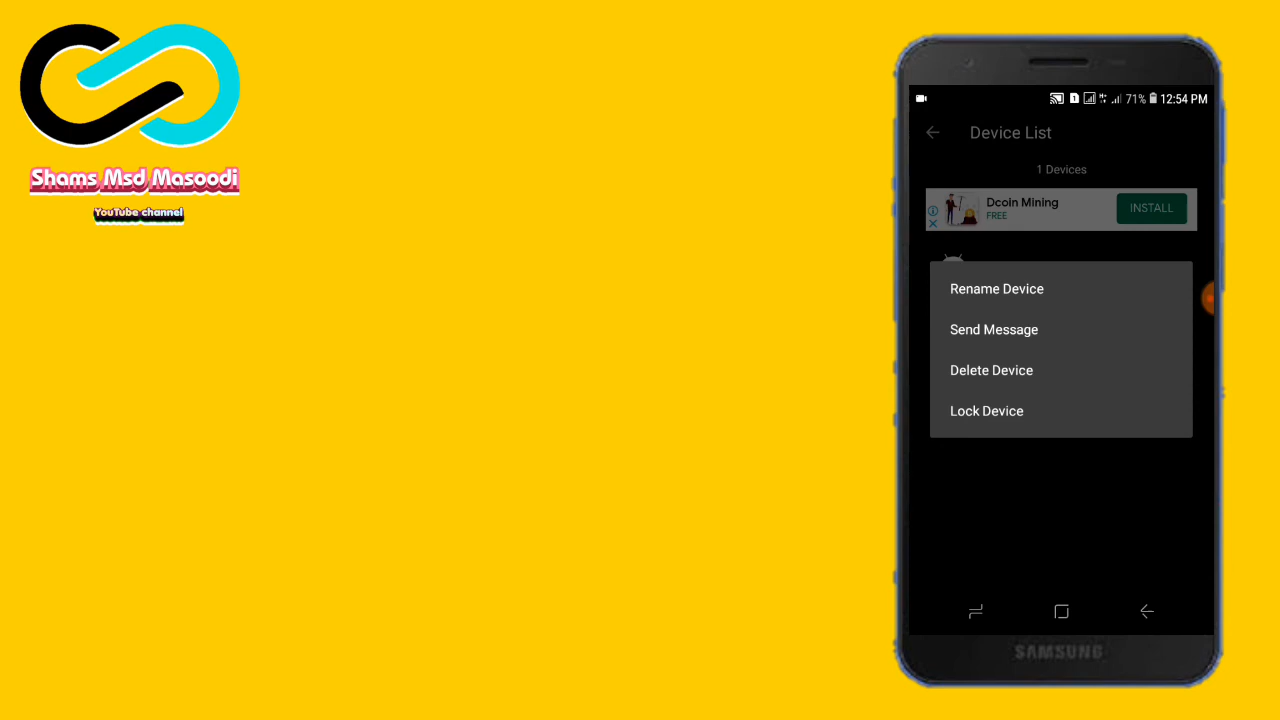 Shams Msd Masoodi
YouTube channel
1 H+ 71% 12:54 PM
Device List
1 Devices
Dcoin Mining
FREE
INSTALL
Rename Device
Send Message
Delete Device
Lock Device
SAMSUNG